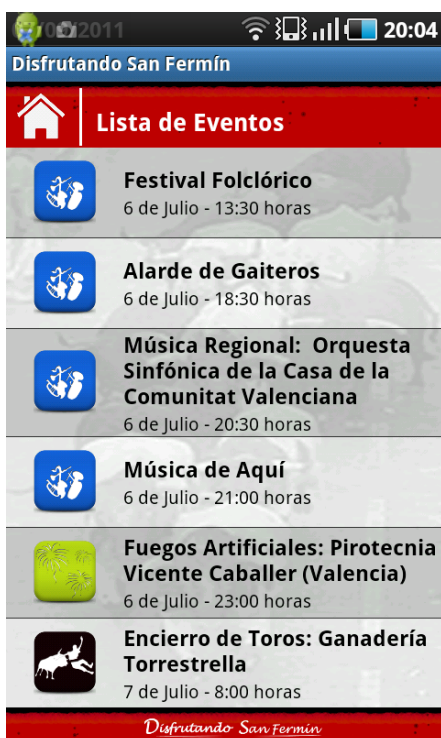 2011
20:04
Disfrutando San Fermín
Lista de Eventos
Festival Folclórico
6 de Julio - 13:30 horas
Alarde de Gaiteros
6 de Julio - 18:30 horas
Música Regional: Orquesta
Sinfónica de la Casa de la
Comunitat Valenciana
6 de Julio - 20:30 horas
Música de Aquí
6 de Julio - 21:00 horas
Fuegos Artificiales: Pirotecnia
Vicente Caballer (Valencia)
6 de Julio - 23:00 horas
Encierro de Toros: Ganadería
Torrestrella
7 de Julio - 8:00 horas
Disfrutando San Fermin